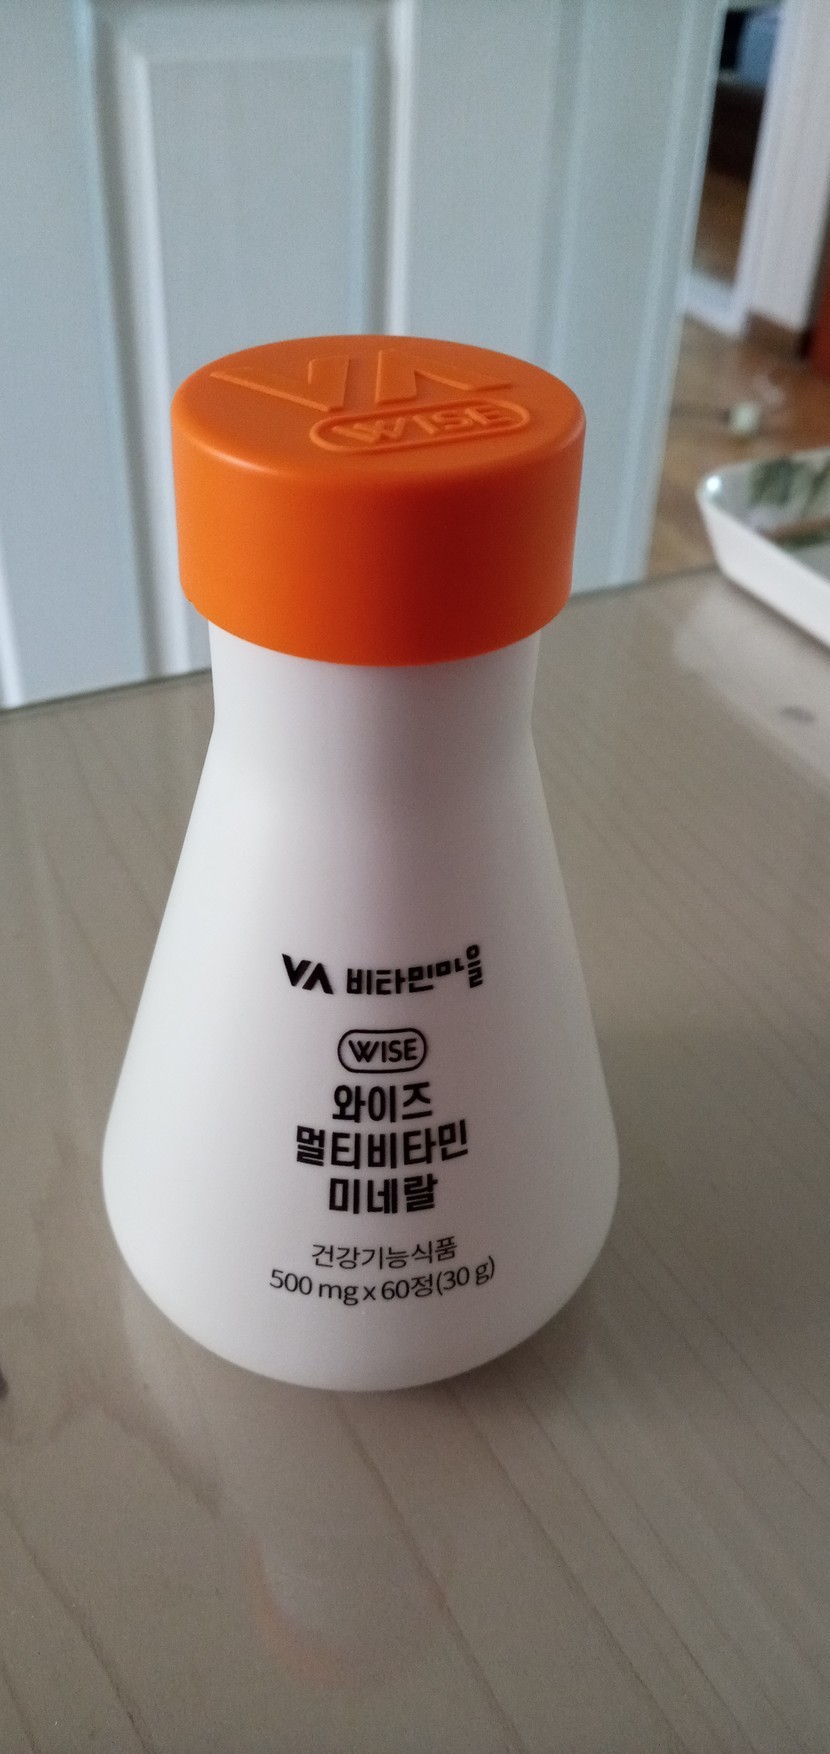 VA
WISE
VA 비타민마을
WISE
와이즈
멀티비타민
미네랄
건강기능식품
500 mg x 60정(30 g)